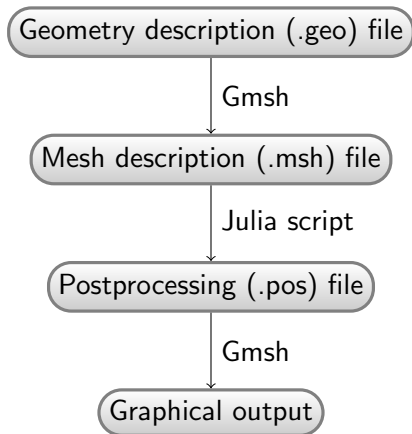 Geometry description (.geo) file
Gmsh
Mesh description (.msh) file
Julia script
Postprocessing (.pos) file
Gmsh
Graphical output